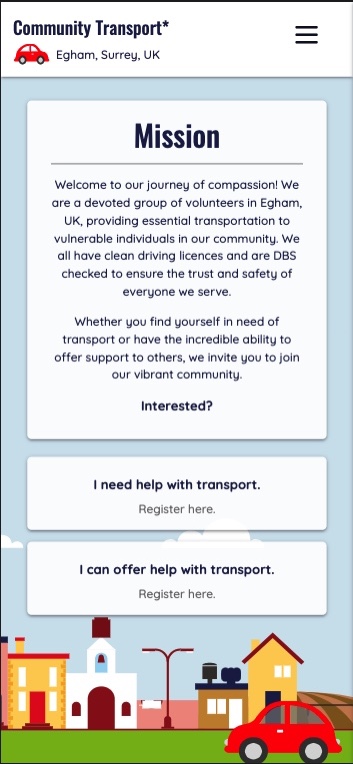 Community Transport*
Egham, Surrey, UK
Mission
Welcome to our journey of compassion! We
are a devoted group of volunteers in Egham,
UK, providing essential transportation to
vulnerable individuals in our community. We
all have clean driving licences and are DBS
checked to ensure the trust and safety of
everyone we serve.
Whether you find yourself in need of
transport or have the incredible ability to
offer support to others, we invite you to join
our vibrant community.
Interested?
I need help with transport.
Register here.
I can offer help with transport.
Register here.